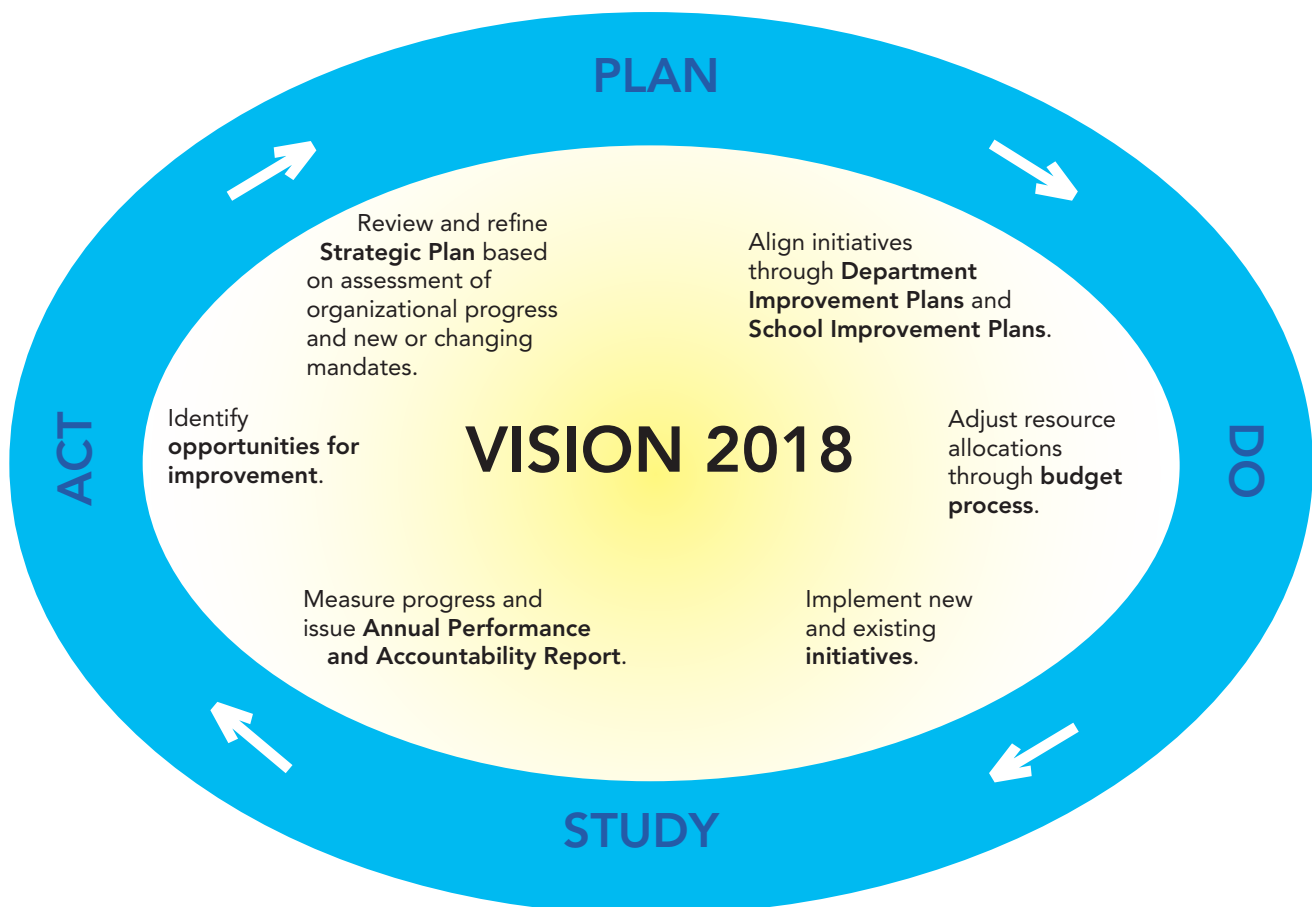 PLAN
Review and refine
Strategic Plan based
on assessment of
organizational progress
and new or changing
mandates.
Align initiatives
through Department
Improvement Plans and
School Improvement Plans.
ACT
Identify
opportunities for
improvement.
VISION 2018
Adjust resource
allocations
through budget
process.
DO
Measure progress and
issue Annual Performance
and Accountability Report.
Implement new
and existing
initiatives.
STUDY